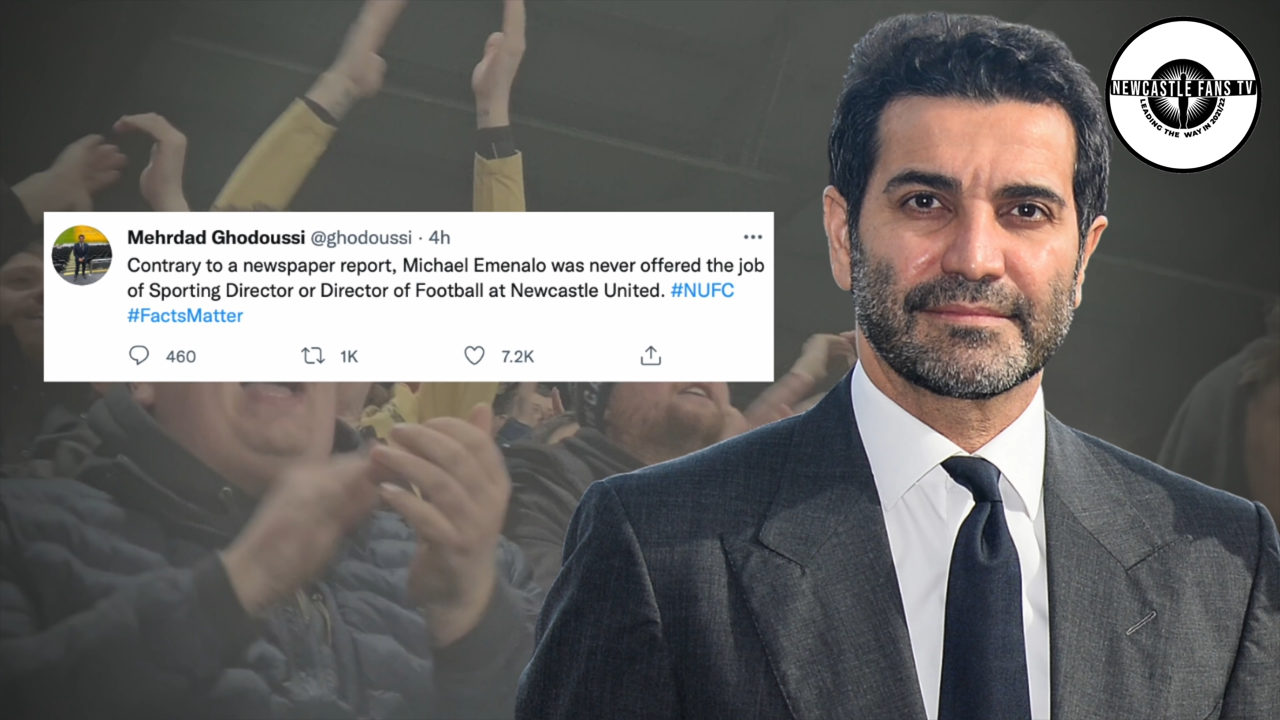 Mehrdad Ghodoussi @ghodoussi · 4h
Contrary to a newspaper report, Michael Emenalo was never offered the job
of Sporting Director or Director of Football at Newcastle United. #NUFC
#FactsMatter
460 1K 7.2K
NEWCASTLE FANS TV
LEADING THE WAY IN 2021/22